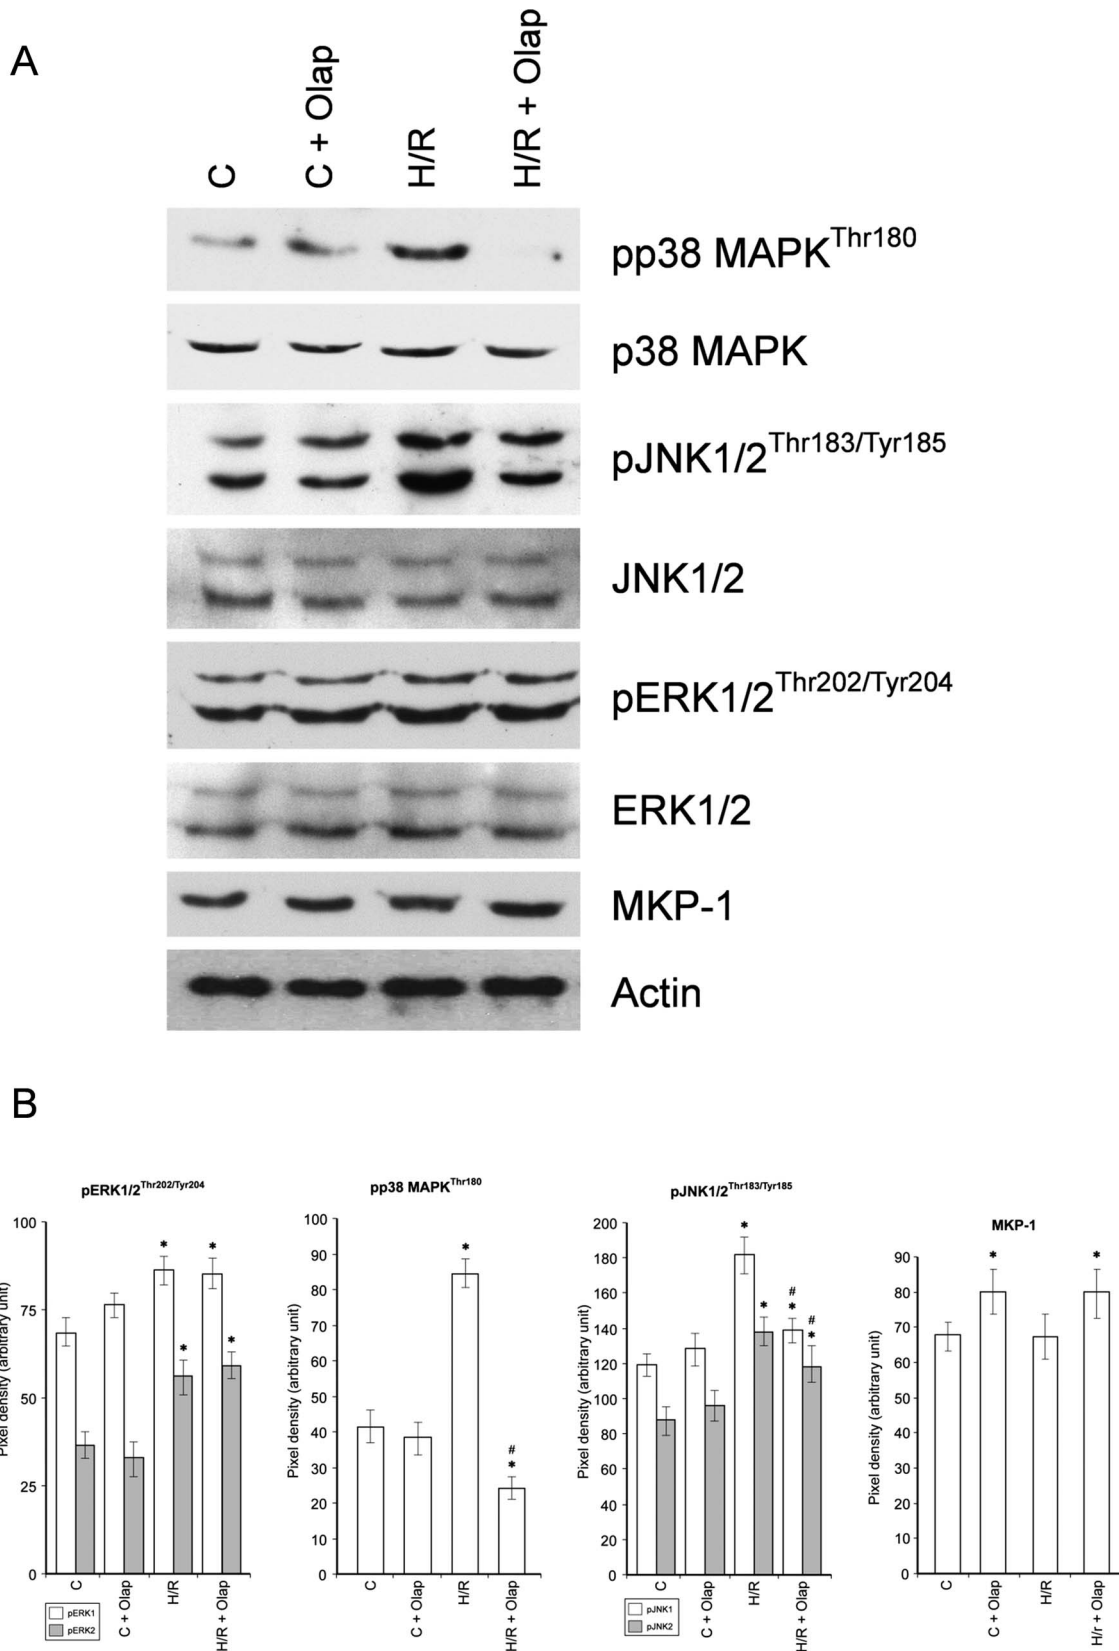 A
C
C + Olap
H/R
H/R + Olap
pp38 MAPKThr180
p38 MAPK
pJNK1/2Thr183/Tyr185
JNK1/2
pERK1/2Thr202/Tyr204
ERK1/2
MKP-1
Actin
B
pERK1/2Thr202/Tyr204
Pixel density (arbitrary unit)
100
75
50
25
0
*
*
*
*
C
C + Olap
H/R
H/R + Olap
pERK1
pERK2
pp38 MAPKThr180
Pixel density (arbitrary unit)
100
90
80
70
60
50
40
30
20
10
0
*
#
*
C
C + Olap
H/R
H/R + Olap
pJNK1/2Thr183/Tyr185
Pixel density (arbitrary unit)
200
180
160
140
120
100
80
60
40
20
0
*
*
#
*
#
*
C
C + Olap
H/R
H/R + Olap
pJNK1
pJNK2
MKP-1
Pixel density (arbitrary unit)
90
80
70
60
50
40
30
20
10
0
*
*
C
C + Olap
H/R
H/r + Olap